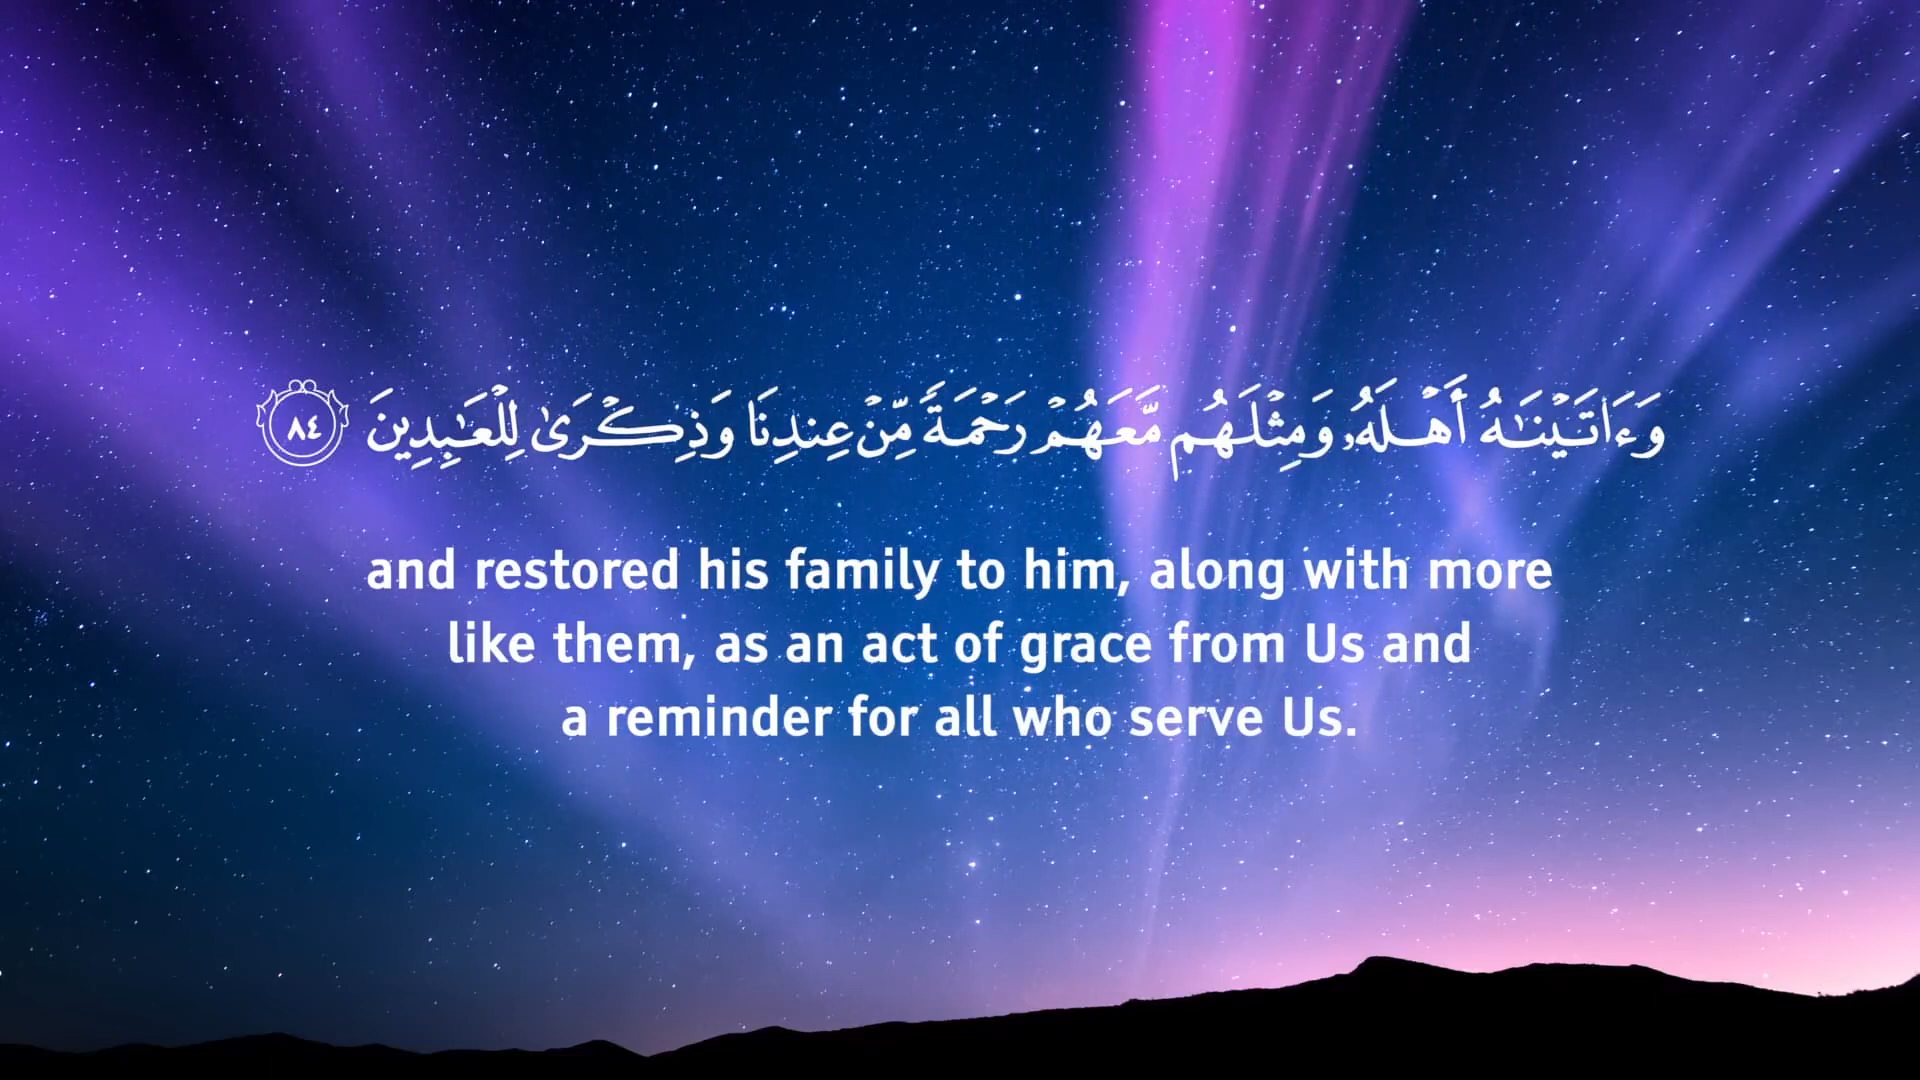 وَءَاتَيْنَٰهُ أَهْلَهُۥ وَمِثْلَهُم مَّعَهُمْ رَحْمَةً مِّنْ عِندِنَا وَذِكْرَىٰ لِلْعَٰبِدِينَ ٨٤
and restored his family to him, along with more
like them, as an act of grace from Us and
a reminder for all who serve Us.